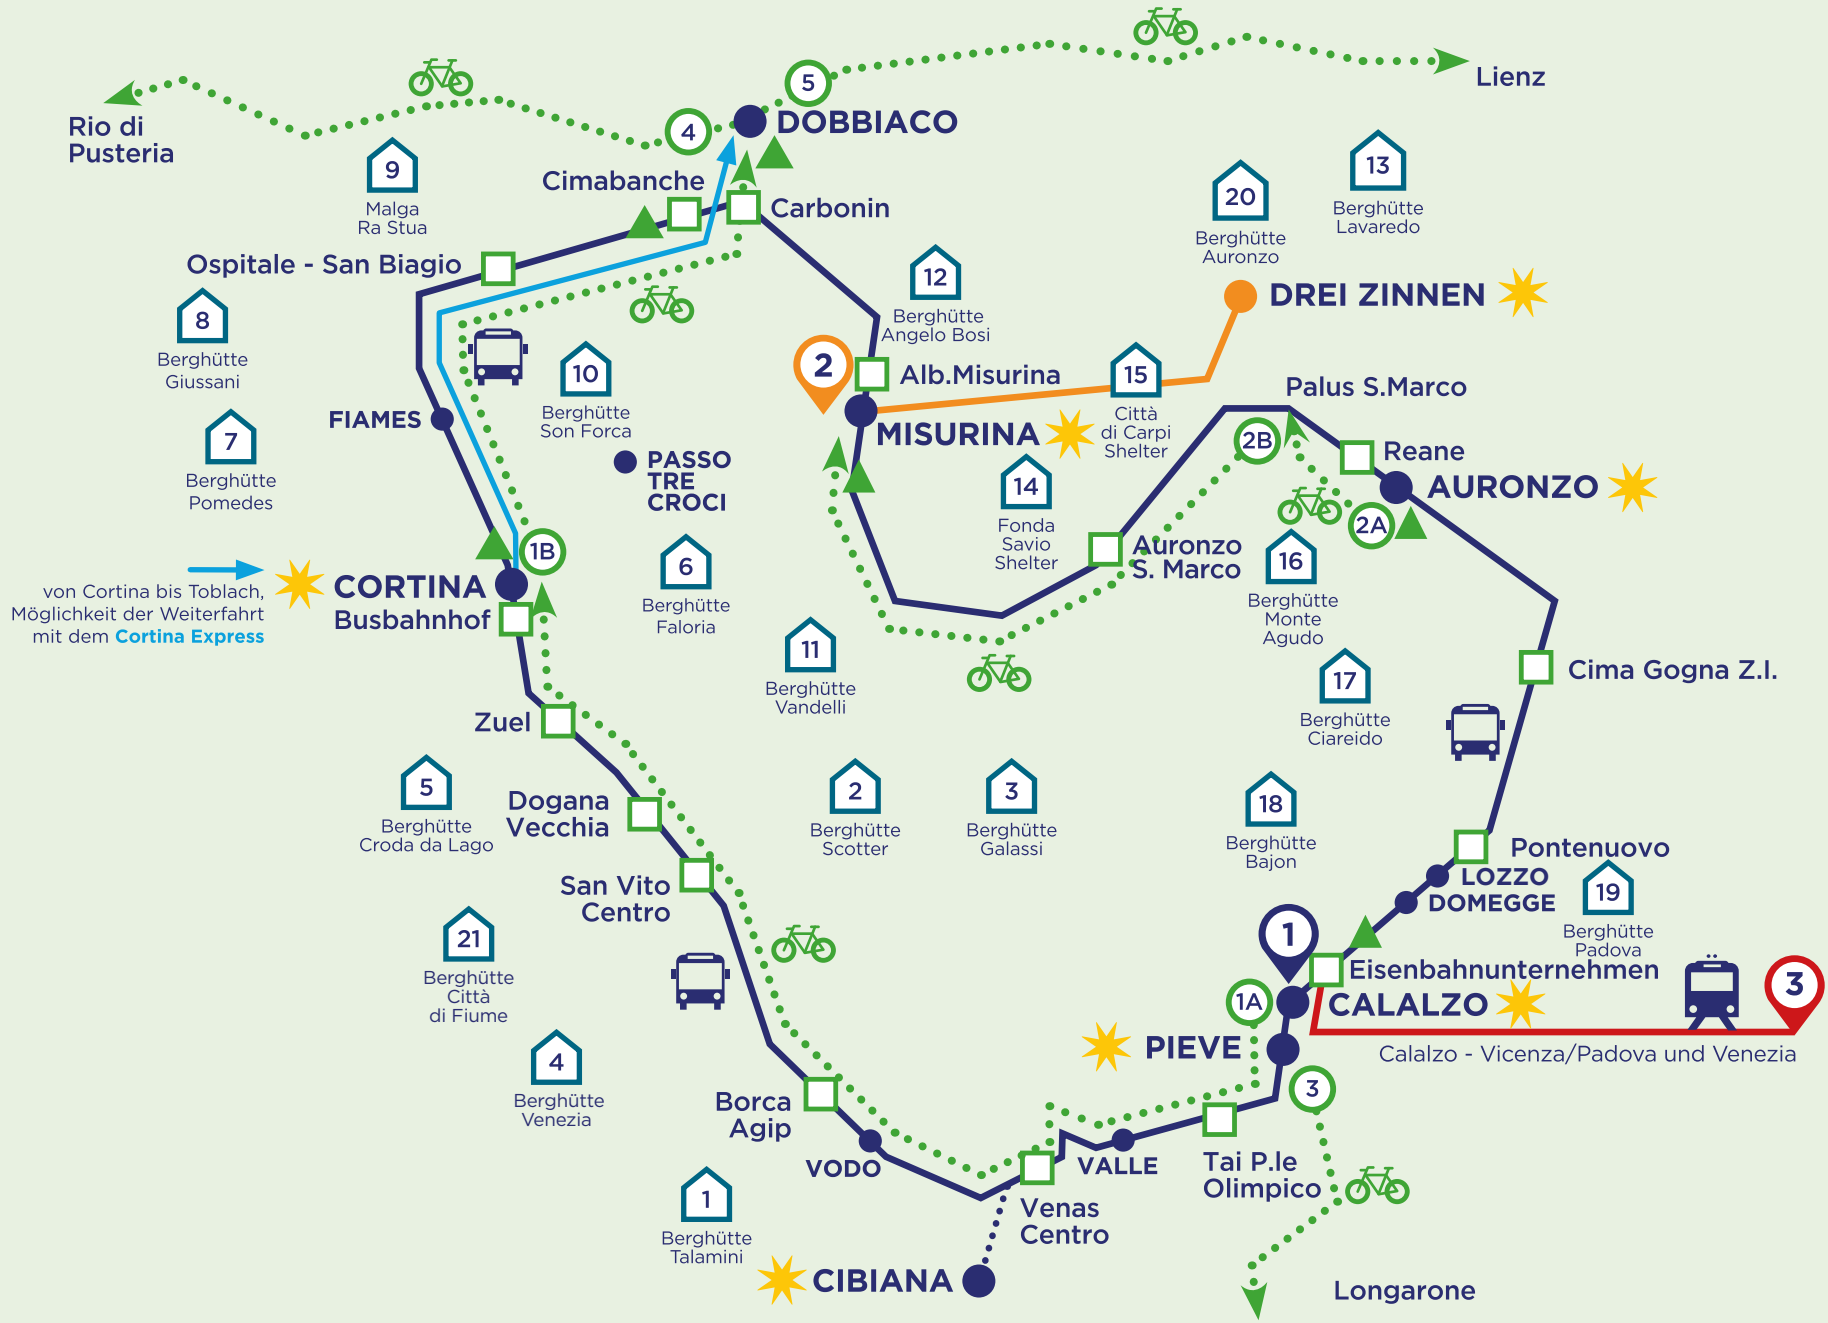 Lienz
5
DOBBIACO
4
Rio di
Pusteria
9
Malga
Ra Stua
Cimabanche
Carbonin
13
Berghütte
Lavaredo
20
Berghütte
Auronzo
Ospitale - San Biagio
12
Berghütte
Angelo Bosi
DREI ZINNEN
8
Berghütte
Giussani
2
Alb.Misurina
15
Città
di Carpi
Shelter
Palus S.Marco
10
Berghütte
Son Forca
FIAMES
7
Berghütte
Pomedes
PASSO
TRE
CROCI
MISURINA
2B
Reane
AURONZO
14
Fonda
Savio
Shelter
2A
1B
6
Berghütte
Faloria
Auronzo
S. Marco
16
Berghütte
Monte
Agudo
von Cortina bis Toblach,
Möglichkeit der Weiterfahrt
mit dem Cortina Express
CORTINA
Busbahnhof
11
Berghütte
Vandelli
17
Berghütte
Ciareido
Cima Gogna Z.I.
Zuel
5
Berghütte
Croda da Lago
Dogana
Vecchia
2
Berghütte
Scotter
3
Berghütte
Galassi
18
Berghütte
Bajon
Pontenuovo
LOZZO
DOMEGGE
19
Berghütte
Padova
San Vito
Centro
21
Berghütte
Città
di Fiume
1
Eisenbahnunternehmen
CALALZO
3
1A
PIEVE
Calalzo - Vicenza/Padova und Venezia
4
Berghütte
Venezia
Borca
Agip
3
VODO
VALLE
Tai P.le
Olimpico
1
Berghütte
Talamini
Venas
Centro
CIBIANA
Longarone